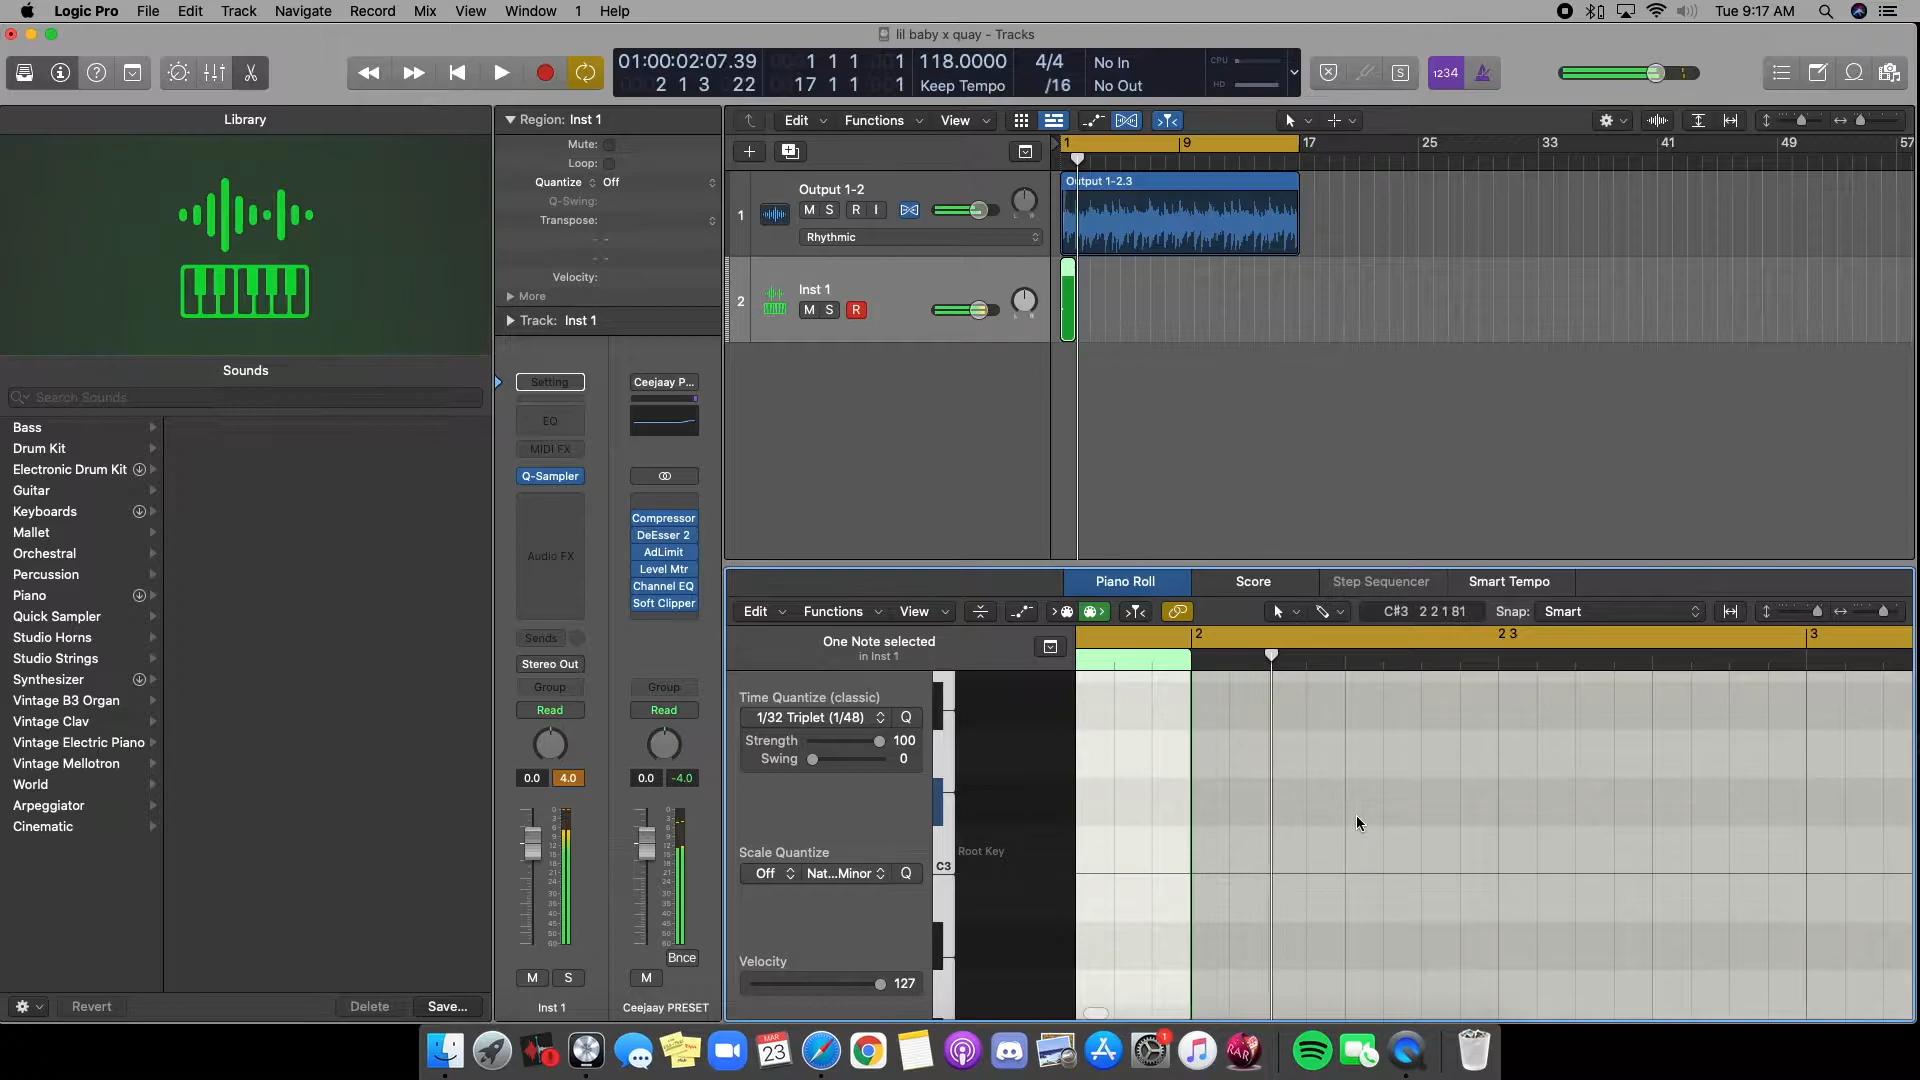 Logic Pro File Edit Track Navigate Record Mix View Window 1 Help Tue 9:17 AM
lil baby x quay - Tracks
01:00:02:07.39 1 1 1 1 118.0000 4/4 No In CPU
2 1 3 22 17 1 1 1 Keep Tempo /16 No Out HD
S 1234
Library
Region: Inst 1
Mute:
Loop:
Quantize Off
Q-Swing:
Transpose:
Velocity:
More
Track: Inst 1
Edit Functions View
1 9 17 25 33 41 49 57
1 Output 1-2
M S R I
Rhythmic
Output 1-2.3
2 Inst 1
M S R
Sounds
Search Sounds
Bass
Drum Kit
Electronic Drum Kit
Guitar
Keyboards
Mallet
Orchestral
Percussion
Piano
Quick Sampler
Studio Horns
Studio Strings
Synthesizer
Vintage B3 Organ
Vintage Clav
Vintage Electric Piano
Vintage Mellotron
World
Arpeggiator
Cinematic
Revert Delete Save...
Setting Ceejaay P...
EQ
MIDI FX
Q-Sampler
Audio FX
Compressor
DeEsser 2
AdLimit
Level Mtr
Channel EQ
Soft Clipper
Sends
Stereo Out
Group Group
Read Read
0.0 4.0 0.0 -4.0
Bnce
M S M
Inst 1 Ceejaay PRESET
Piano Roll Score Step Sequencer Smart Tempo
Edit Functions View C#3 2 2 1 81 Snap: Smart
One Note selected
in Inst 1
2 2 3 3
Time Quantize (classic)
1/32 Triplet (1/48) Q
Strength 100
Swing 0
Scale Quantize
Off Nat...Minor Q
Velocity
127
C3 Root Key
MAR
23
1
RAR